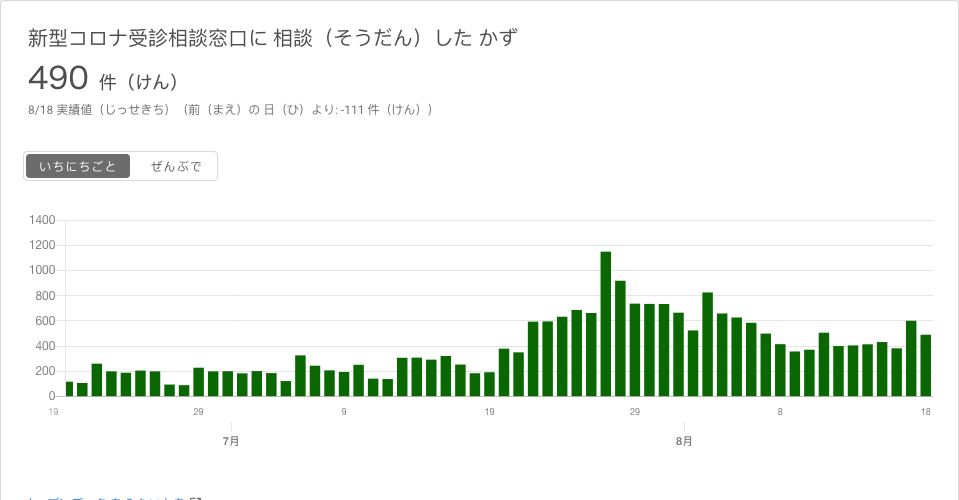 新型コロナ受診相談窓口に 相談（そうだん）した かず
490 件（けん）
8/18 実績値（じっせきち）（前（まえ）の 日（ひ）より: -111 件（けん））
いちにちごと ぜんぶで
1400
1200
1000
800
600
400
200
0
19 29 9 19 29 8 18
7月 8月